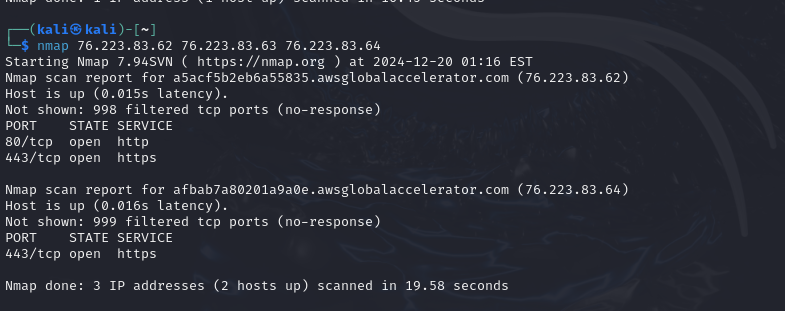 Nmap done: 1 IP address (1 host up) scanned in 16.45 seconds
┌──(kali㉿kali)-[~]
└─$ nmap 76.223.83.62 76.223.83.63 76.223.83.64
Starting Nmap 7.94SVN ( https://nmap.org ) at 2024-12-20 01:16 EST
Nmap scan report for a5acf5b2eb6a55835.awsglobalaccelerator.com (76.223.83.62)
Host is up (0.015s latency).
Not shown: 998 filtered tcp ports (no-response)
PORT    STATE SERVICE
80/tcp  open  http
443/tcp open  https
Nmap scan report for afbab7a80201a9a0e.awsglobalaccelerator.com (76.223.83.64)
Host is up (0.016s latency).
Not shown: 999 filtered tcp ports (no-response)
PORT    STATE SERVICE
443/tcp open  https
Nmap done: 3 IP addresses (2 hosts up) scanned in 19.58 seconds